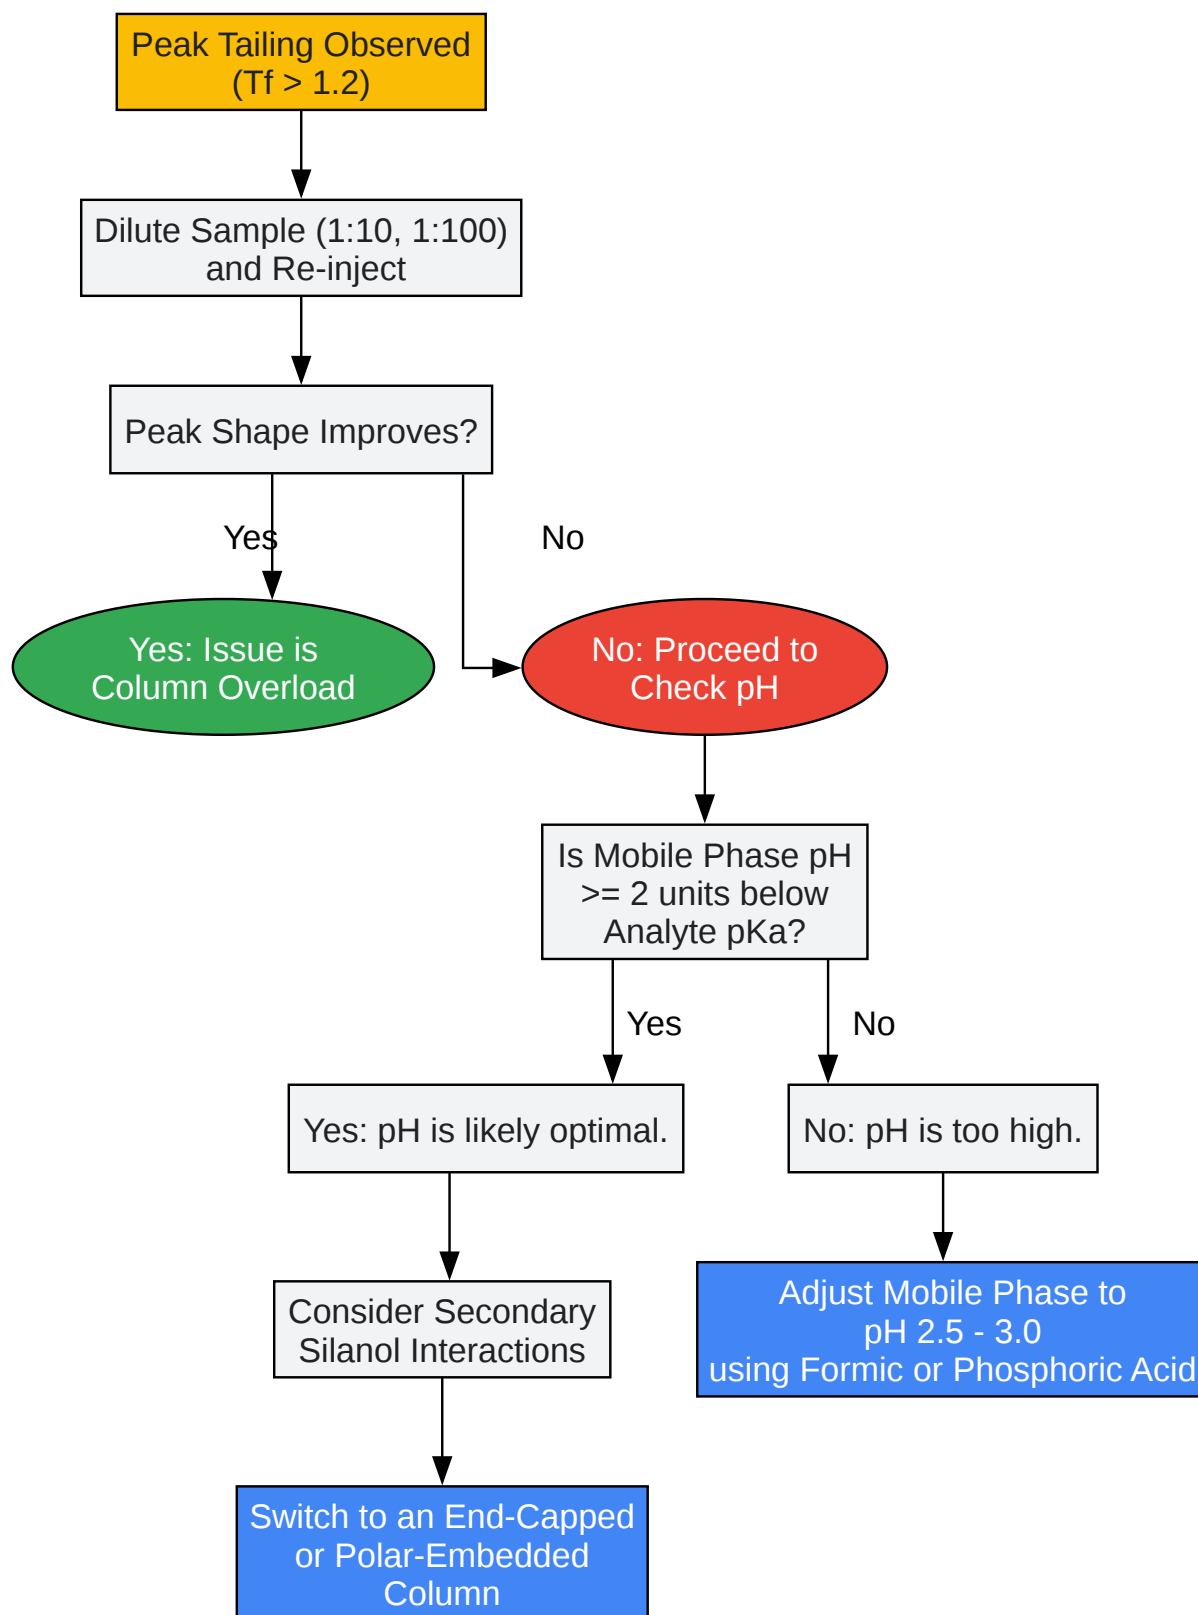 Peak Tailing Observed
(Tf > 1.2)
Dilute Sample (1:10, 1:100)
and Re-inject
Peak Shape Improves?
Yes
No
Yes: Issue is
Column Overload
No: Proceed to
Check pH
Is Mobile Phase pH
>= 2 units below
Analyte pKa?
Yes
No
Yes: pH is likely optimal.
No: pH is too high.
Consider Secondary
Silanol Interactions
Adjust Mobile Phase to
pH 2.5 - 3.0
using Formic or Phosphoric Acid
Switch to an End-Capped
or Polar-Embedded
Column